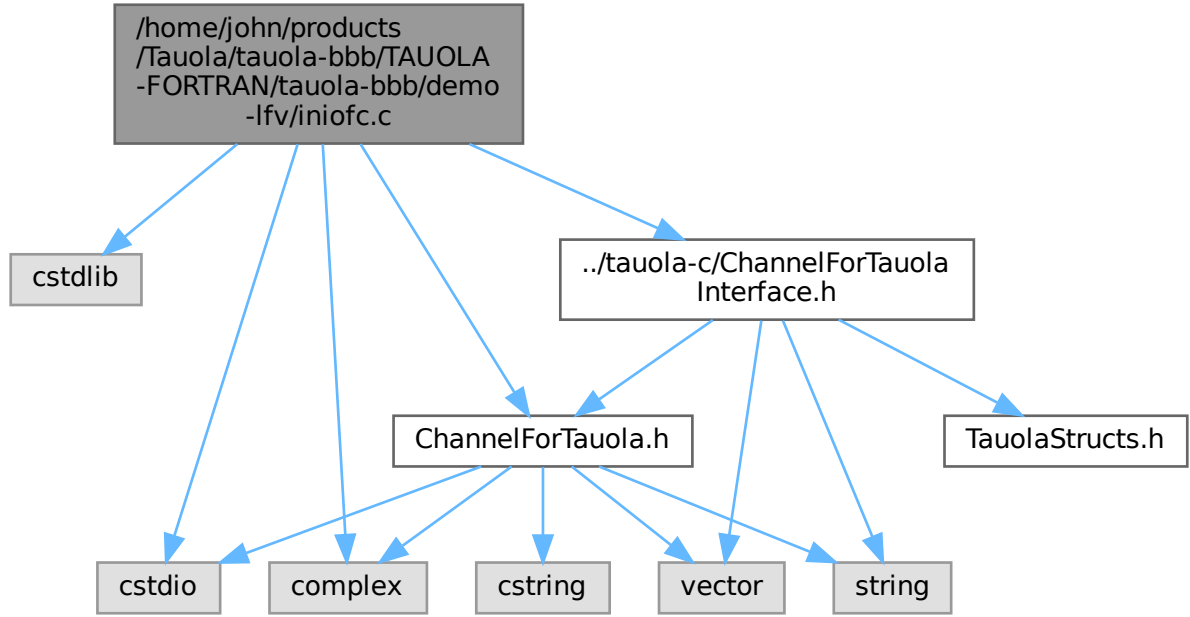 /home/john/products
/Tauola/tauola-bbb/TAUOLA
-FORTRAN/tauola-bbb/demo
-lfv/iniofc.c
cstdlib
../tauola-c/ChannelForTauola
Interface.h
ChannelForTauola.h
TauolaStructs.h
cstdio
complex
cstring
vector
string